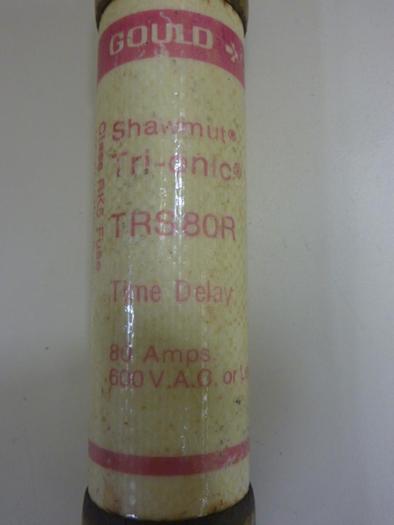 GOULD
Shawmut®
Tri-onic®
TRS80R
Time Delay
80 Amps.
600 V.A.C. or
Class RK5 Fuse